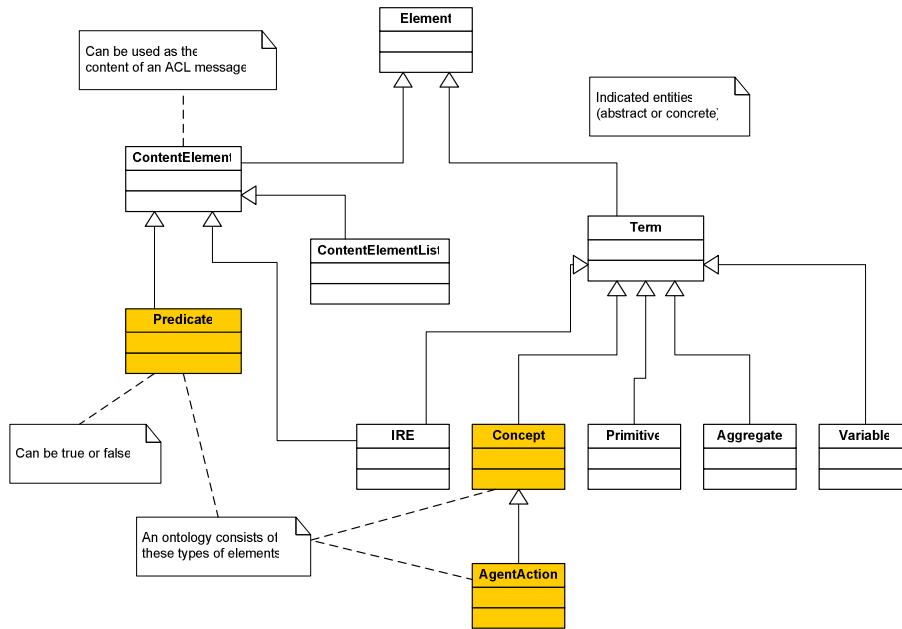 Element
Can be used as the
content of an ACL message
Indicated entities
(abstract or concrete)
ContentElement
Term
ContentElementList
Predicate
Can be true or false
IRE
Concept
Primitive
Aggregate
Variable
An ontology consists of
these types of elements
AgentAction